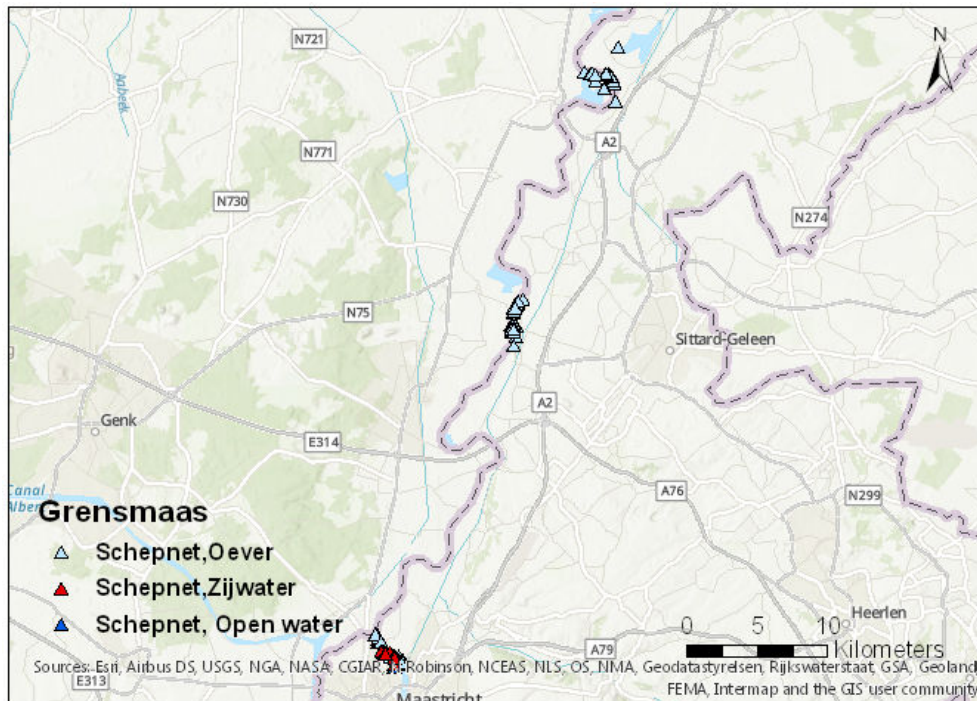 N721
N
Aabeek
A2
N771
N730
N274
N75
Sittard-Geleen
A2
Genk
E314
A76
Canal
N299
Grensmaas
Schepnet,Oever
Schepnet,Zijwater
Schepnet, Open water
Heerlen
0 5 10
Kilometers
A79
Sources: Esri, Airbus DS, USGS, NGA, NASA, CGIAR, Robinson, NCEAS, NLS, OS, NMA, Geodatastyrelsen, Rijkswaterstaat, GSA, Geoland
E313
FEMA, Intermap and the GIS user community
Maastricht